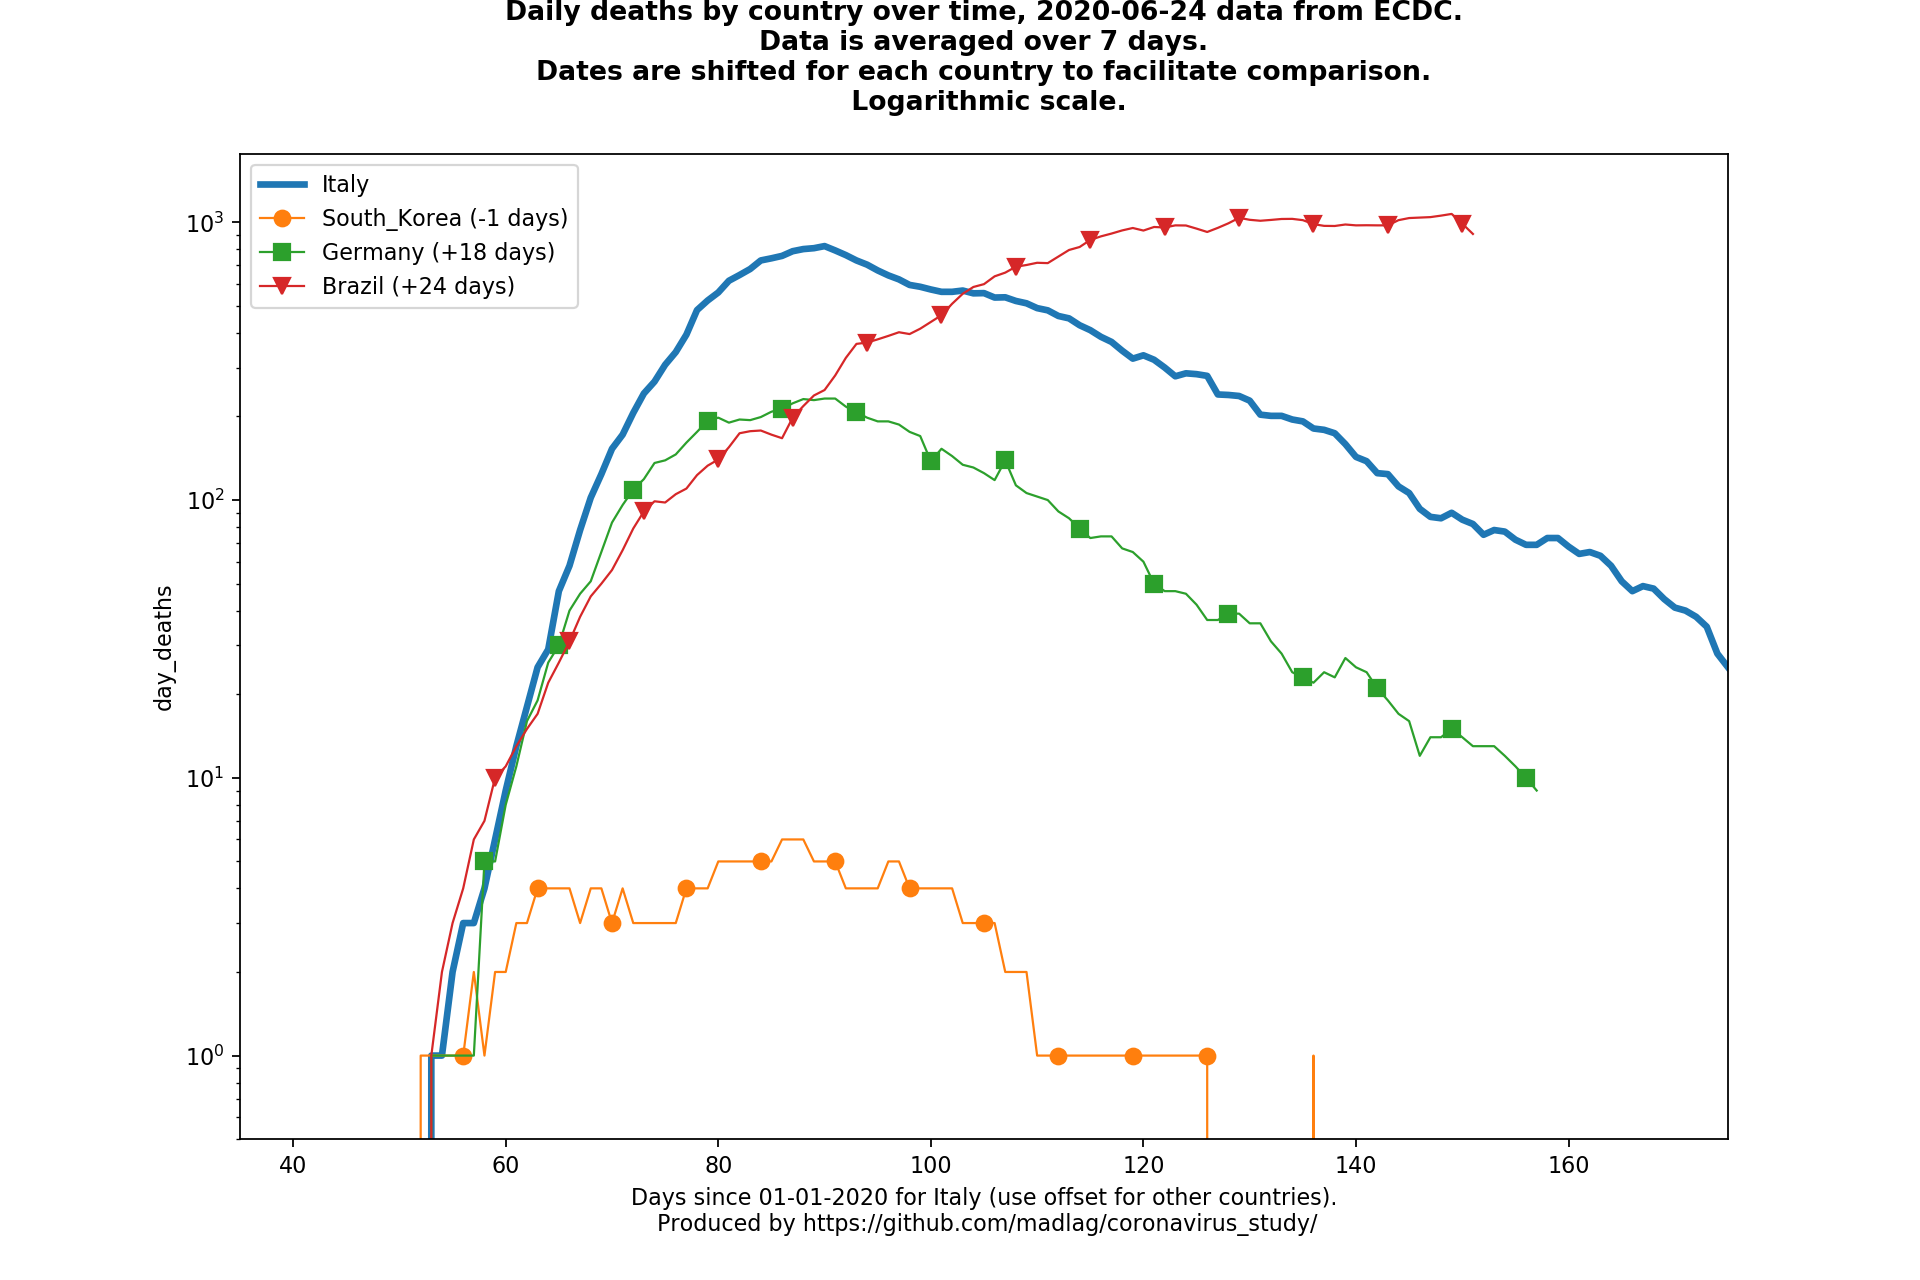 Daily deaths by country over time, 2020-06-24 data from ECDC.
Data is averaged over 7 days.
Dates are shifted for each country to facilitate comparison.
Logarithmic scale.
Italy
South_Korea (-1 days)
Germany (+18 days)
Brazil (+24 days)
10³
10²
10¹
10⁰
day_deaths
40 60 80 100 120 140 160
Days since 01-01-2020 for Italy (use offset for other countries).
Produced by https://github.com/madlag/coronavirus_study/